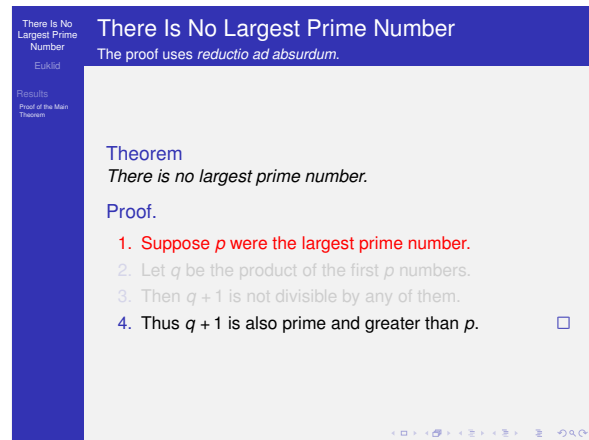 There Is No
Largest Prime
Number
Euklid
Results
Proof of the Main
Theorem
There Is No Largest Prime Number
The proof uses reductio ad absurdum.
Theorem
There is no largest prime number.
Proof.
1. Suppose p were the largest prime number.
2. Let q be the product of the first p numbers.
3. Then q + 1 is not divisible by any of them.
4. Thus q + 1 is also prime and greater than p. □